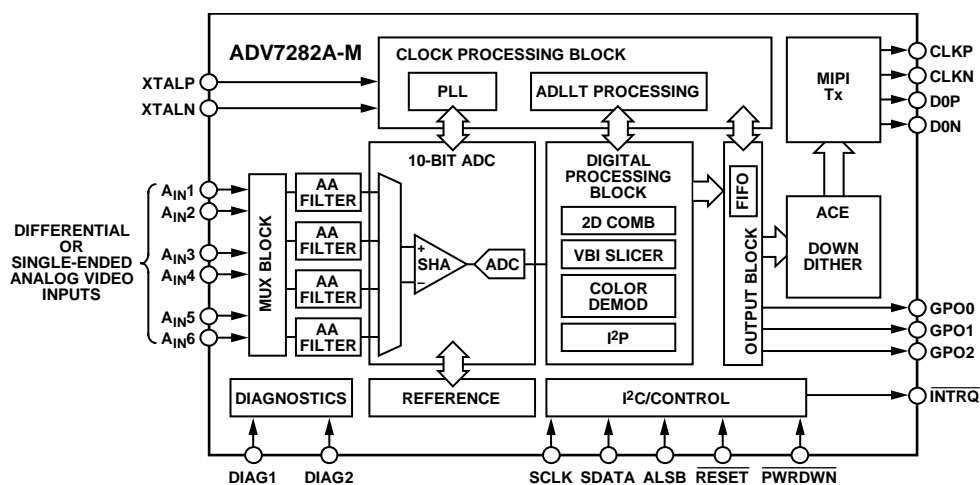 ADV7282A-M
CLOCK PROCESSING BLOCK
PLL
ADLLT PROCESSING
XTALP
XTALN
MIPI
Tx
CLKP
CLKN
D0P
D0N
DIFFERENTIAL
OR
SINGLE-ENDED
ANALOG VIDEO
INPUTS
AIN1
AIN2
AIN3
AIN4
AIN5
AIN6
MUX BLOCK
AA
FILTER
AA
FILTER
AA
FILTER
AA
FILTER
10-BIT ADC
+
SHA
–
ADC
DIGITAL
PROCESSING
BLOCK
2D COMB
VBI SLICER
COLOR
DEMOD
I2P
FIFO
OUTPUT BLOCK
ACE
DOWN
DITHER
GPO0
GPO1
GPO2
DIAGNOSTICS
REFERENCE
I2C/CONTROL
INTRQ
DIAG1
DIAG2
SCLK
SDATA
ALSB
RESET
PWRDWN